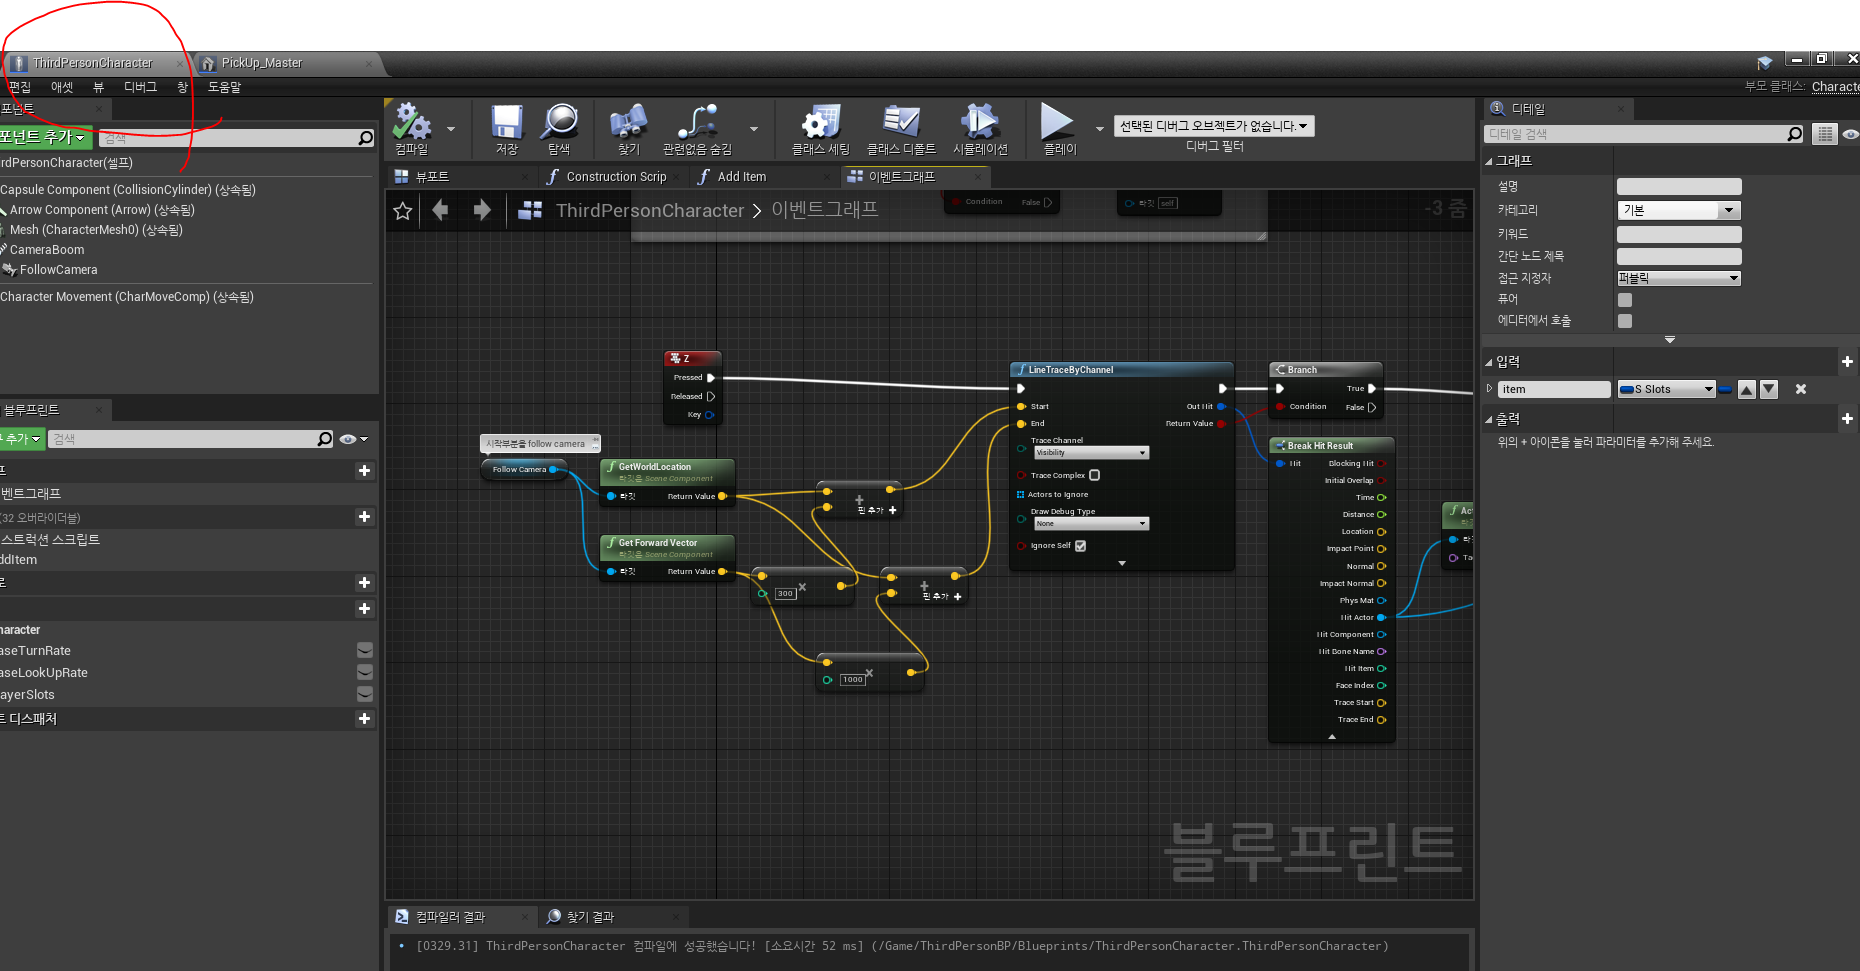 ThirdPersonCharacter
PickUp_Master
편집 애셋 뷰 디버그 창 도움말
부모 클래스: Characte
포넌트
포넌트 추가
검색
rdPersonCharacter(셀프)
Capsule Component (CollisionCylinder) (상속됨)
Arrow Component (Arrow) (상속됨)
Mesh (CharacterMesh0) (상속됨)
CameraBoom
FollowCamera
Character Movement (CharMoveComp) (상속됨)
블루프린트
추가
검색
프
벤트그래프
(32 오버라이더블)
스트럭션 스크립트
ddItem
로
haracter
aseTurnRate
aseLookUpRate
ayerSlots
트 디스패처
컴파일
저장
탐색
찾기
관련없음 숨김
클래스 세팅
클래스 디폴트
시뮬레이션
플레이
선택된 디버그 오브젝트가 없습니다.
디버그 필터
뷰포트
Construction Scrip
Add Item
이벤트그래프
ThirdPersonCharacter > 이벤트그래프
-3 줌
Condition False
타깃 self
Z
Pressed
Released
Key
시작부분을 follow camera
Follow Camera
GetWorldLocation
타깃은 Scene Component
타깃 Return Value
Get Forward Vector
타깃은 Scene Component
타깃 Return Value
핀 추가
300
핀 추가
1000
LineTraceByChannel
Start Out Hit
End Return Value
Trace Channel
Visibility
Trace Complex
Actors to Ignore
Draw Debug Type
None
Ignore Self
Branch
True
Condition False
Break Hit Result
Hit Blocking Hit
Initial Overlap
Time
Distance
Location
Impact Point
Normal
Impact Normal
Phys Mat
Hit Actor
Hit Component
Hit Bone Name
Hit Item
Face Index
Trace Start
Trace End
Ac
타
Ta
블루프린트
컴파일러 결과
찾기 결과
[0329.31] ThirdPersonCharacter 컴파일에 성공했습니다! [소요시간 52 ms] (/Game/ThirdPersonBP/Blueprints/ThirdPersonCharacter.ThirdPersonCharacter)
디테일
디테일 검색
그래프
설명
카테고리 기본
키워드
간단 노드 제목
접근 지정자 퍼블릭
퓨어
에디터에서 호출
입력
item S Slots
출력
위의 + 아이콘을 눌러 파라미터를 추가해 주세요.